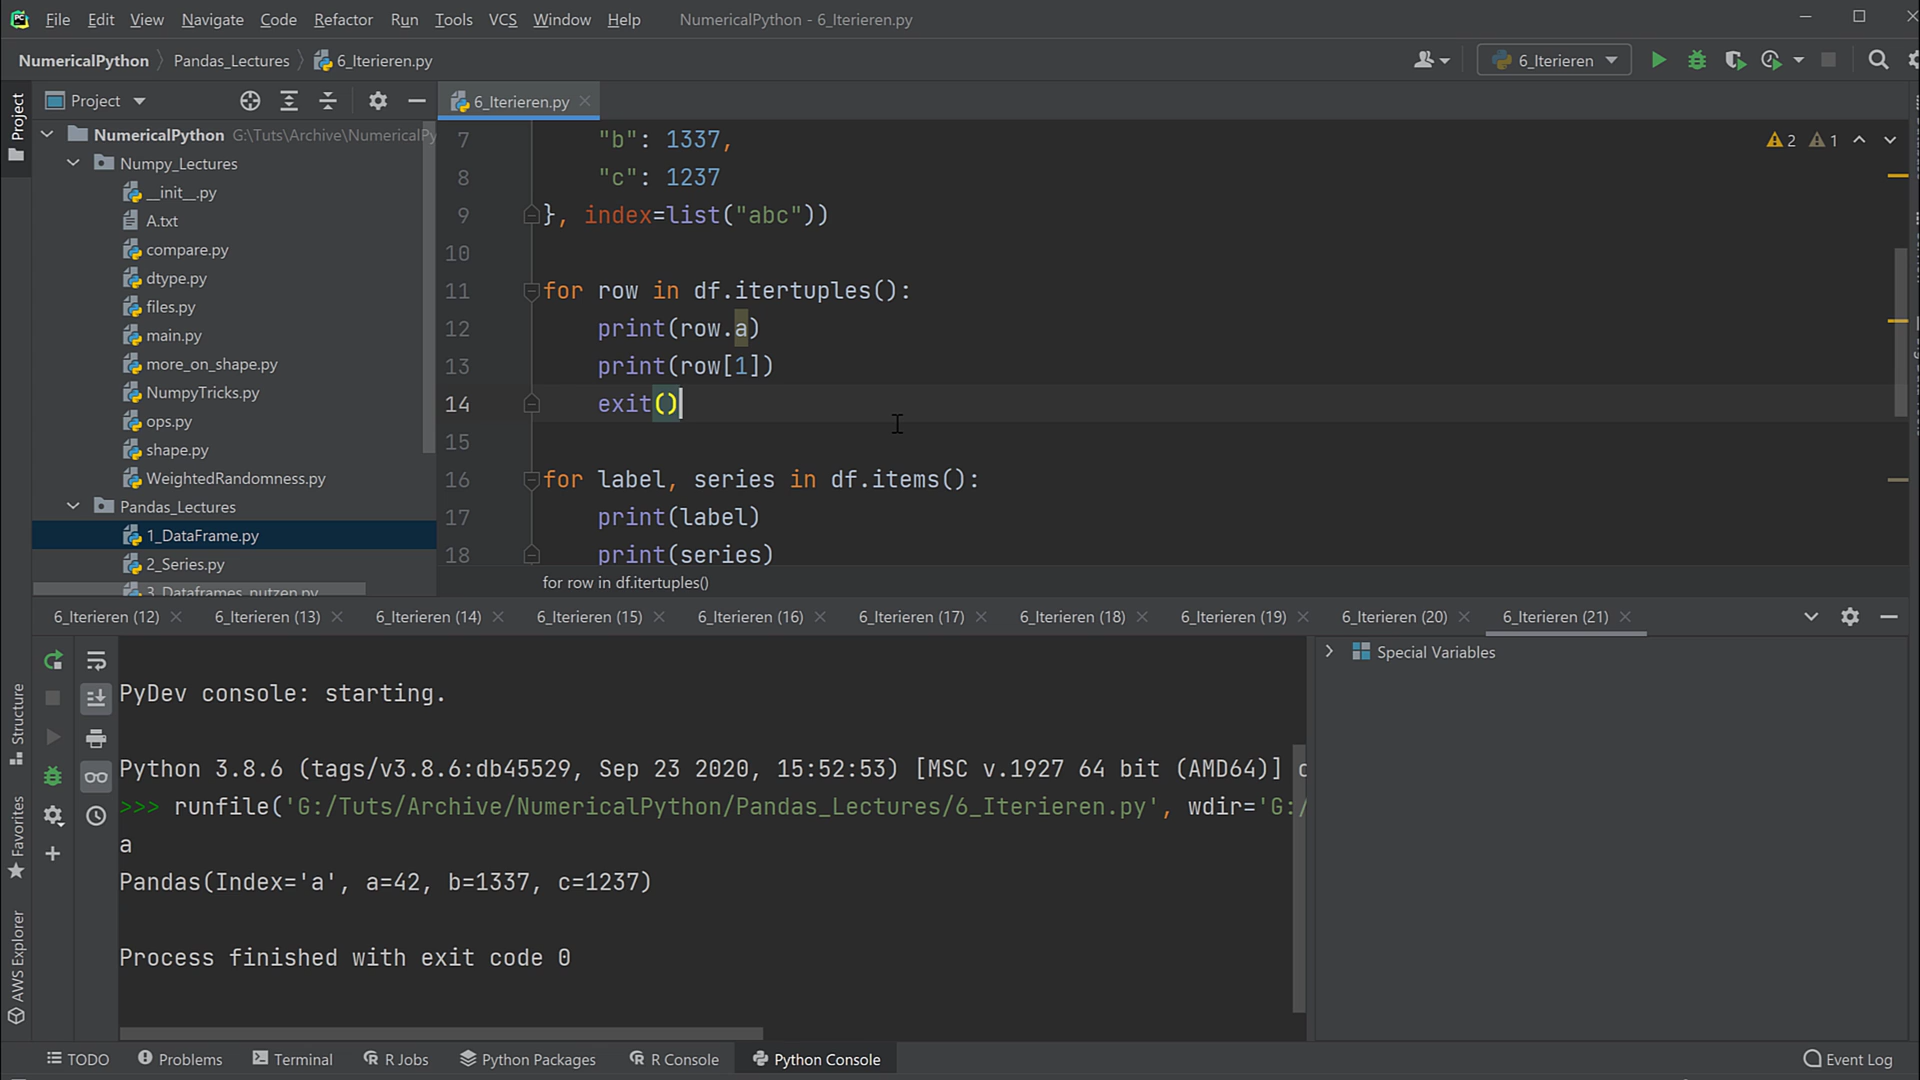 File Edit View Navigate Code Refactor Run Tools VCS Window Help NumericalPython - 6_Iterieren.py
NumericalPython Pandas_Lectures 6_Iterieren.py 6_Iterieren
Project
Project
6_Iterieren.py
NumericalPython G:\Tuts\Archive\NumericalPy
Numpy_Lectures
__init__.py
A.txt
compare.py
dtype.py
files.py
main.py
more_on_shape.py
NumpyTricks.py
ops.py
shape.py
WeightedRandomness.py
Pandas_Lectures
1_DataFrame.py
2_Series.py
3_Dataframes_nutzen.py
2 1
7 "b": 1337,
8 "c": 1237
9 }, index=list("abc"))
10
11 for row in df.itertuples():
12 print(row.a)
13 print(row[1])
14 exit()
15
16 for label, series in df.items():
17 print(label)
18 print(series)
for row in df.itertuples()
6_Iterieren (12) 6_Iterieren (13) 6_Iterieren (14) 6_Iterieren (15) 6_Iterieren (16) 6_Iterieren (17) 6_Iterieren (18) 6_Iterieren (19) 6_Iterieren (20) 6_Iterieren (21)
PyDev console: starting.
Python 3.8.6 (tags/v3.8.6:db45529, Sep 23 2020, 15:52:53) [MSC v.1927 64 bit (AMD64)] o
>>> runfile('G:/Tuts/Archive/NumericalPython/Pandas_Lectures/6_Iterieren.py', wdir='G:/
a
Pandas(Index='a', a=42, b=1337, c=1237)
Process finished with exit code 0
Special Variables
Structure
Favorites
AWS Explorer
TODO Problems Terminal R Jobs Python Packages R Console Python Console Event Log